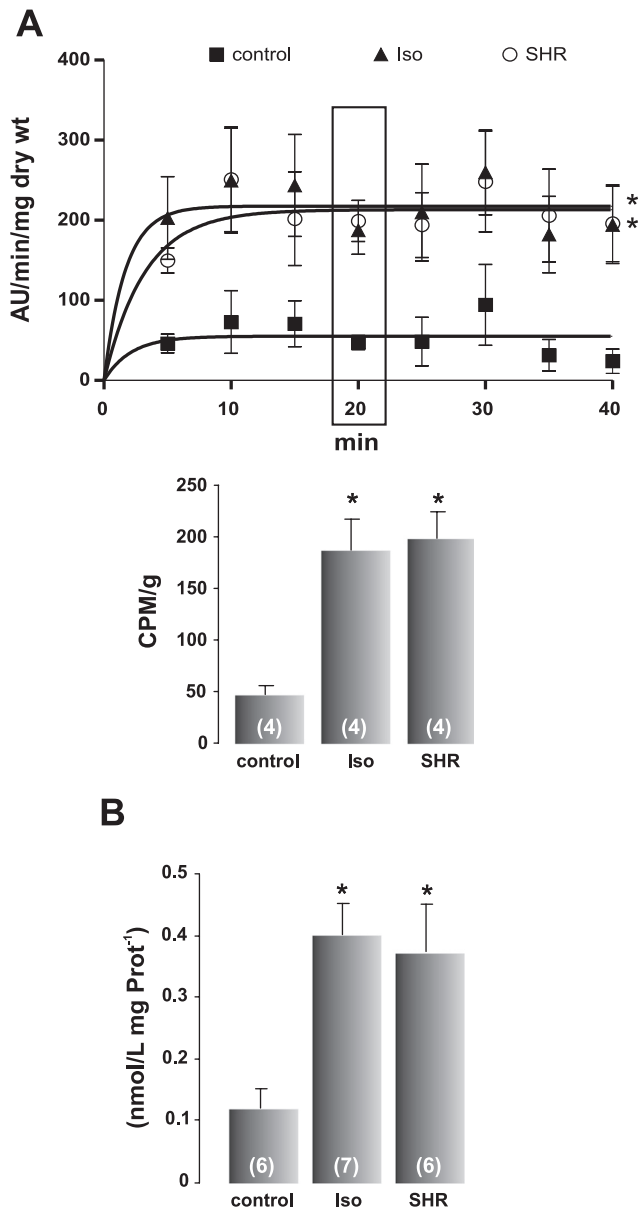 A
400
control Iso SHR
300
200
100
0
AU/min/mg dry wt
*
*
0 10 20 30 40
min
250
200
150
100
50
0
CPM/g
* *
(4) (4) (4)
control Iso SHR
B
0.5
0.4
0.3
0.2
0.1
0
(nmol/L mg Prot⁻¹)
* *
(6) (7) (6)
control Iso SHR